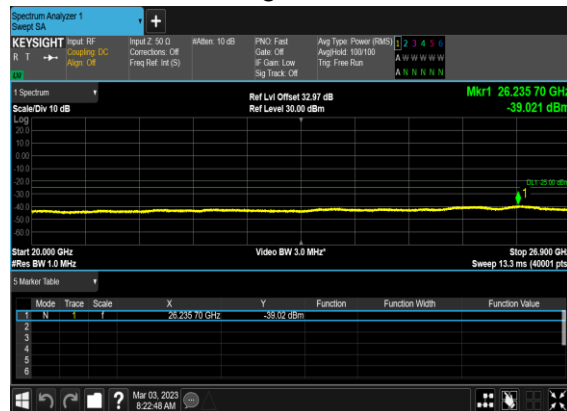 Spectrum Analyzer 1
Swept SA
KEYSIGHT Input: RF Input Z: 50 Ω #Atten: 10 dB PNO: Fast Avg Type: Power (RMS) 1 2 3 4 5 6
R T Coupling: DC Corrections: Off Gate: Off Avg|Hold: 100/100 A W W W W W
Align: Off Freq Ref: Int (S) IF Gain: Low Trig: Free Run
LW Sig Track: Off A N N N N N
1 Spectrum Ref Lvl Offset 32.97 dB Mkr1 26.235 70 GHz
Scale/Div 10 dB Ref Level 30.00 dBm -39.021 dBm
Log
20.0
10.0
0.00
-10.0
-20.0
DL1 -25.00 dBm
-30.0
1
-40.0
-50.0
-60.0
Start 20.000 GHz Video BW 3.0 MHz* Stop 26.900 GHz
#Res BW 1.0 MHz Sweep 13.3 ms (40001 pts)
5 Marker Table
Mode Trace Scale X Y Function Function Width Function Value
1 N 1 f 26.235 70 GHz -39.02 dBm
2
3
4
5
6
? Mar 03, 2023
8:22:48 AM